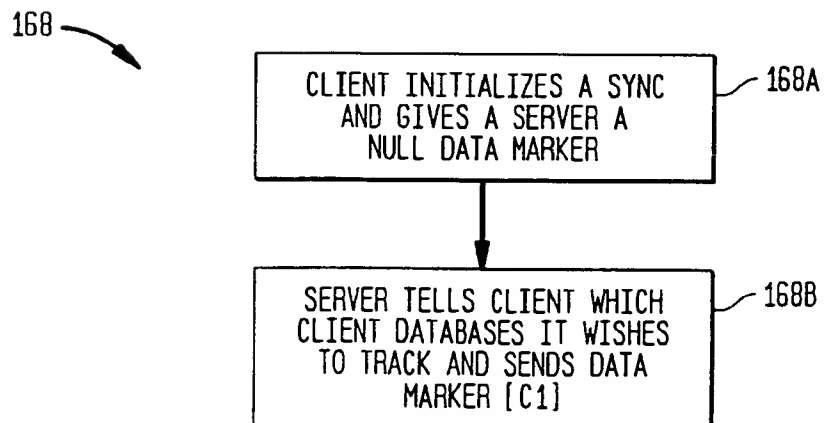 168
CLIENT INITIALIZES A SYNC
AND GIVES A SERVER A
NULL DATA MARKER
168A
SERVER TELLS CLIENT WHICH
CLIENT DATABASES IT WISHES
TO TRACK AND SENDS DATA
MARKER [C1]
168B